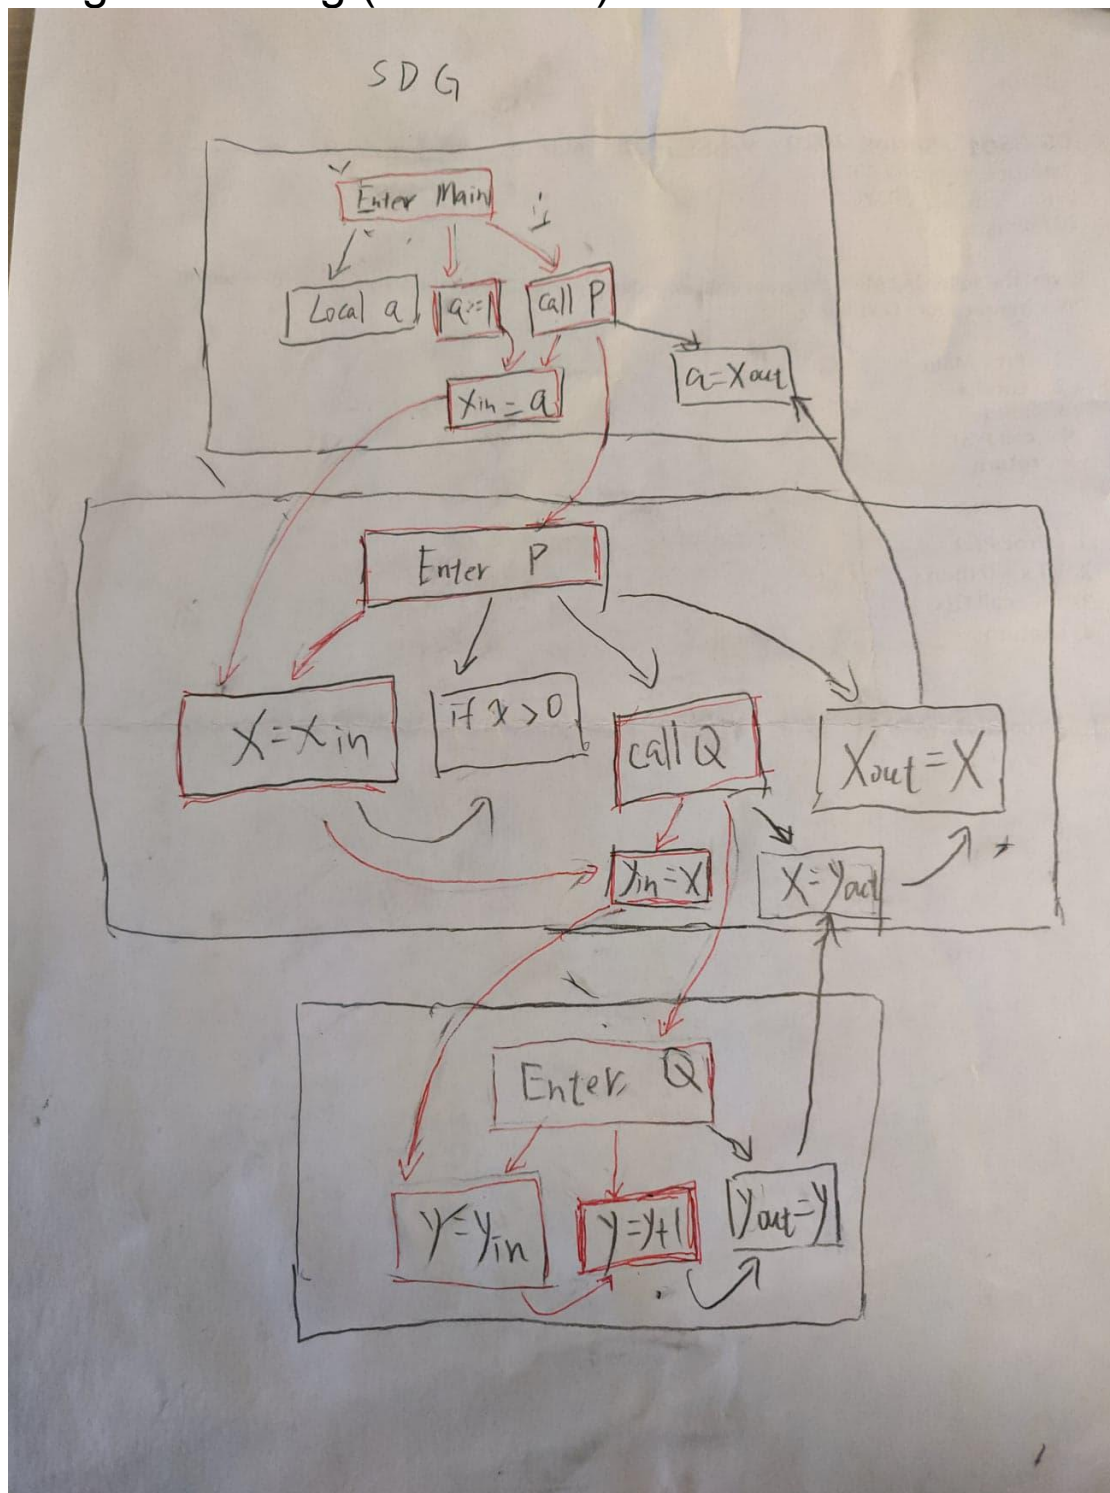 SDG
Enter Main
Local a
a:=1
call P
Xin = a
a=Xout
Enter P
X=Xin
if x>0
call Q
Xout=X
yin=X
X=yout
Enter Q
y=yin
y=y+1
yout=y